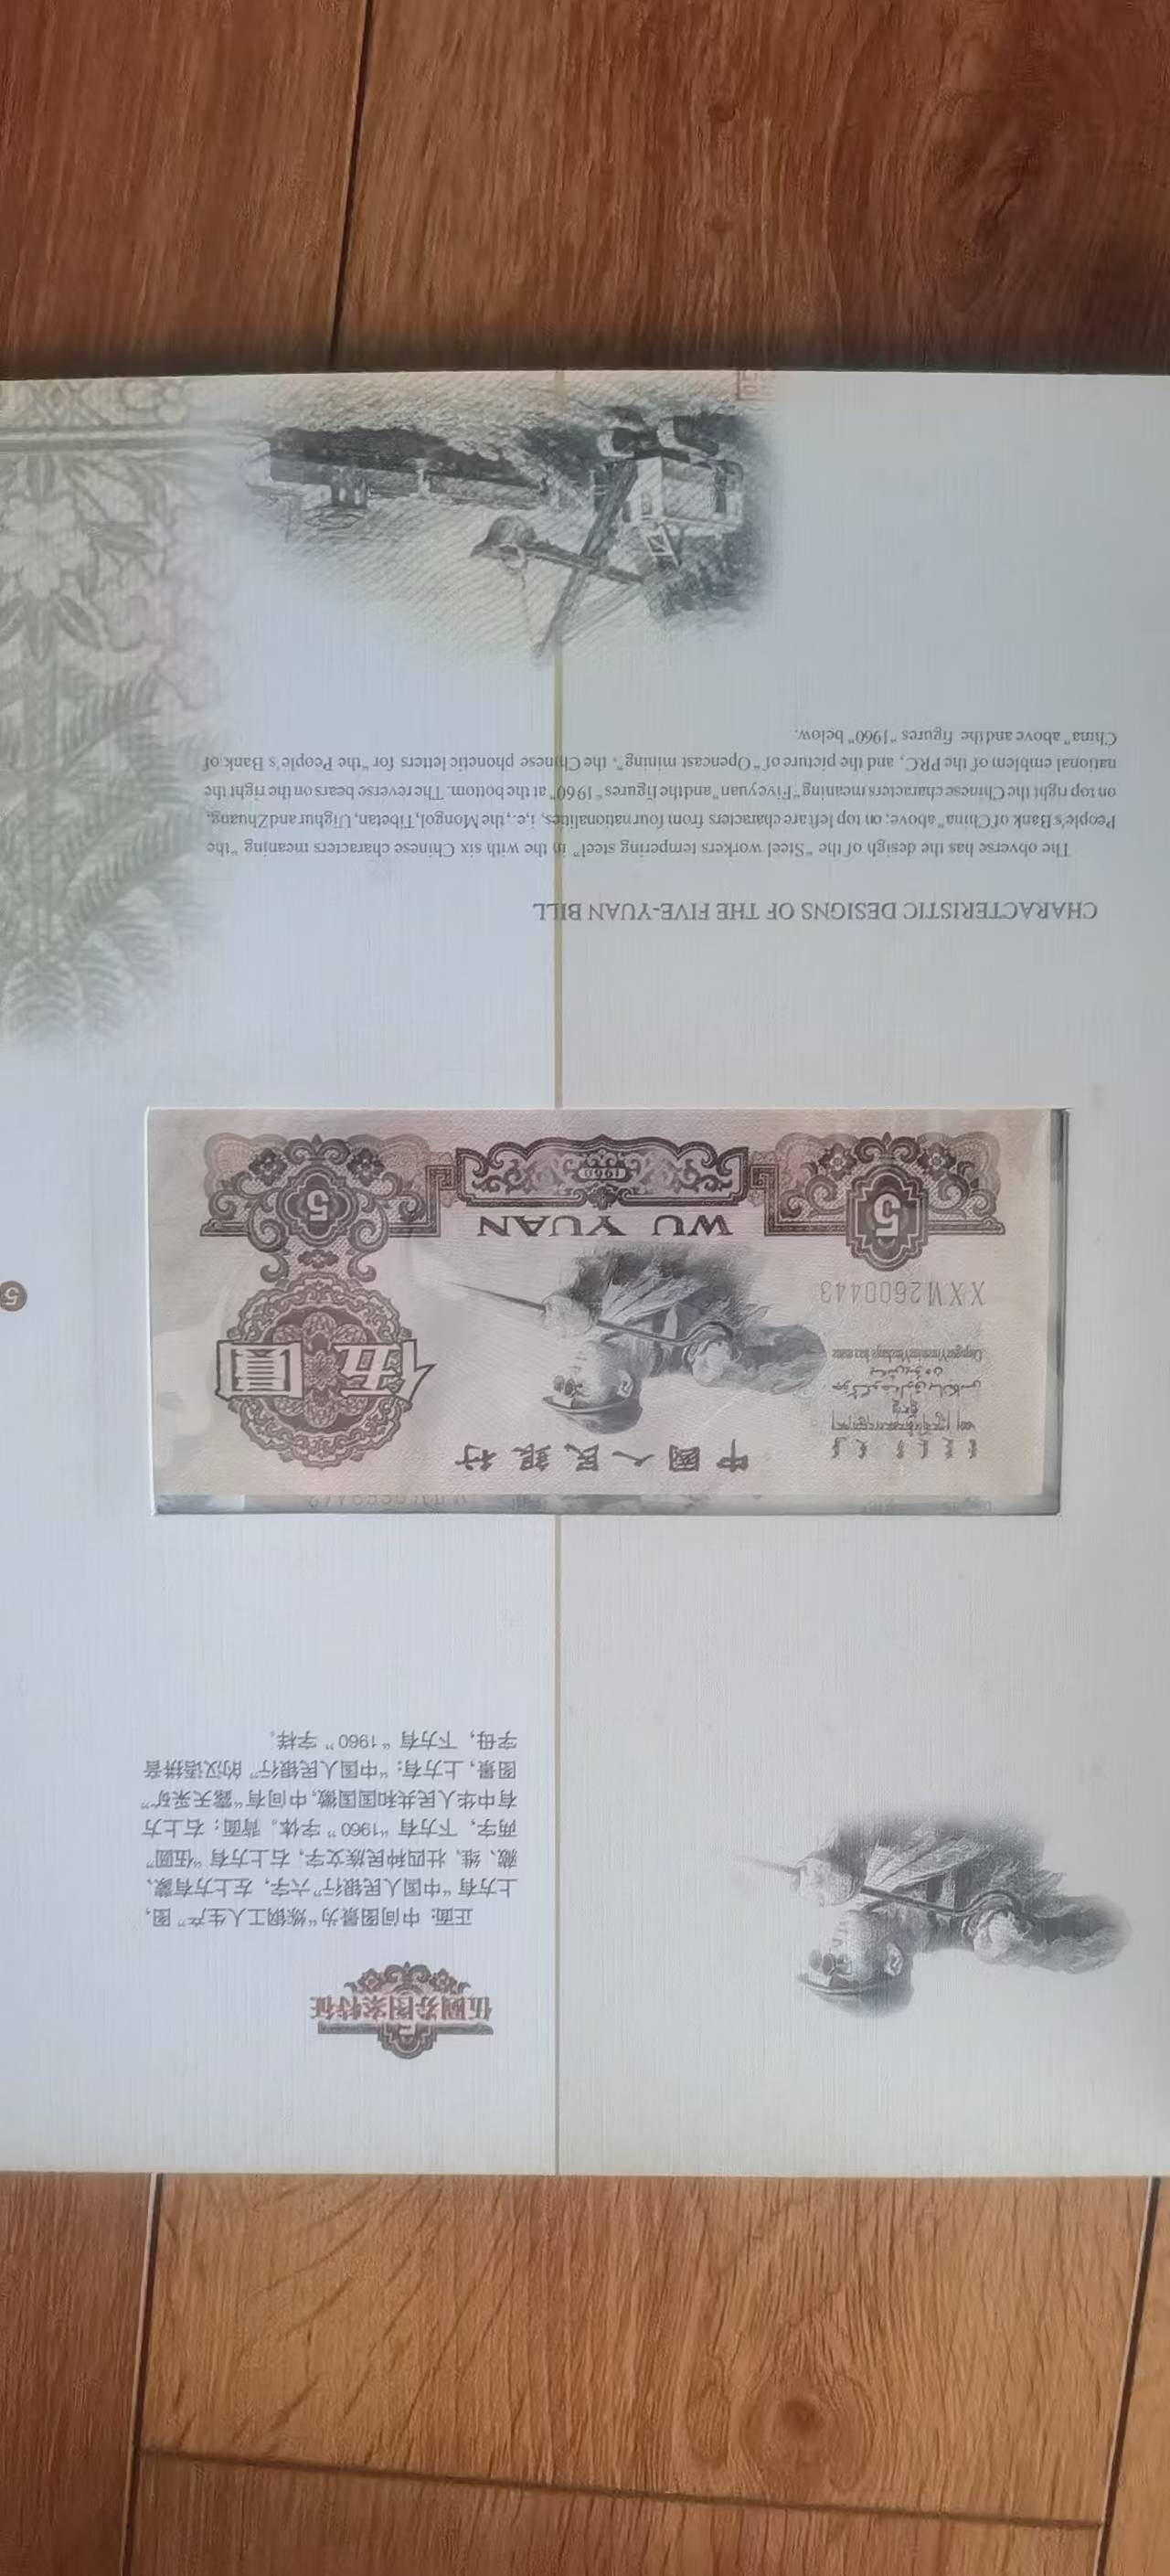 伍圆券图案特征
正面: 中间图景为“炼钢工人生产”图,
上方有“中国人民银行”六字, 左上方有蒙、
藏、维、壮四种民族文字, 右上方有“伍圆”
两字, 下方有“1960”字体。背面: 右上方
有中华人民共和国国徽, 中间有“露天采矿”
图景, 上方有: “中国人民银行”的汉语拼音
字母, 下方有“1960”字样。
中國人民銀行
伍圓
XXVI2600443
WU YUAN
5
1960
5
CHARACTERISTIC DESIGNS OF THE FIVE-YUAN BILL
The obverse has the desigh of the “Steel workers tempering steel” in the with six Chinese characters meaning “the
People's Bank of China” above; on top left are characters from four nationalities, i,e., the Mongol, Tibetan, Uighur and Zhuang,
on top right the Chinese characters meaning “Five yuan” and the figures “1960” at the bottom. The reverse bears on the right the
national emblem of the PRC, and the picture of “Opencast mining”, the Chinese phonetic letters for “the People's Bank of
China” above and the figures “1960” below.
5